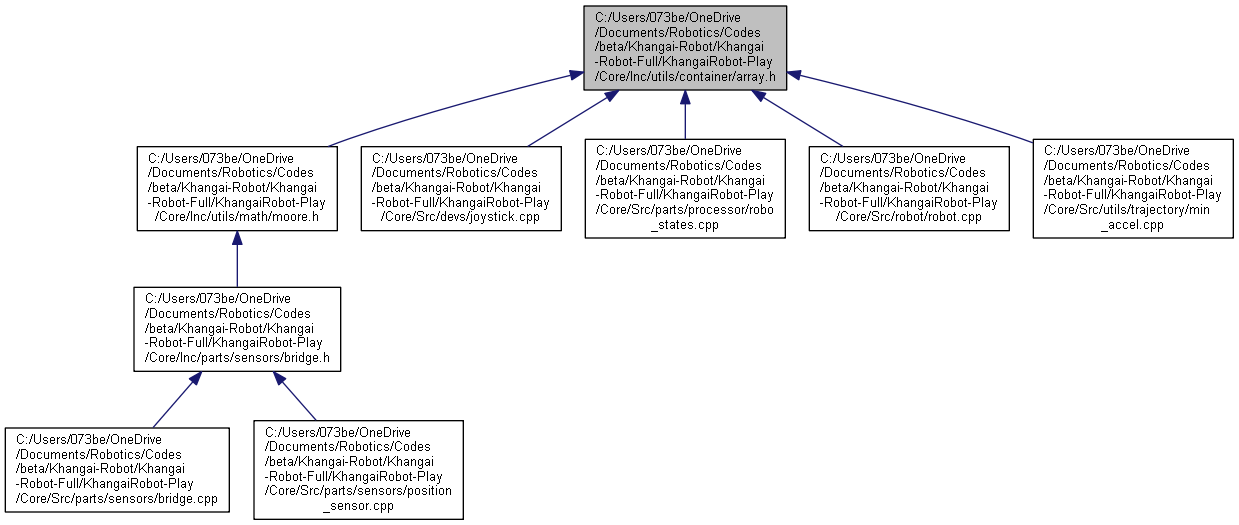 C:/Users/073be/OneDrive
/Documents/Robotics/Codes
/beta/Khangai-Robot/Khangai
-Robot-Full/KhangaiRobot-Play
/Core/Inc/utils/container/array.h
C:/Users/073be/OneDrive
/Documents/Robotics/Codes
/beta/Khangai-Robot/Khangai
-Robot-Full/KhangaiRobot-Play
/Core/Inc/utils/math/moore.h
C:/Users/073be/OneDrive
/Documents/Robotics/Codes
/beta/Khangai-Robot/Khangai
-Robot-Full/KhangaiRobot-Play
/Core/Src/devs/joystick.cpp
C:/Users/073be/OneDrive
/Documents/Robotics/Codes
/beta/Khangai-Robot/Khangai
-Robot-Full/KhangaiRobot-Play
/Core/Src/parts/processor/robo
_states.cpp
C:/Users/073be/OneDrive
/Documents/Robotics/Codes
/beta/Khangai-Robot/Khangai
-Robot-Full/KhangaiRobot-Play
/Core/Src/robot/robot.cpp
C:/Users/073be/OneDrive
/Documents/Robotics/Codes
/beta/Khangai-Robot/Khangai
-Robot-Full/KhangaiRobot-Play
/Core/Src/utils/trajectory/min
_accel.cpp
C:/Users/073be/OneDrive
/Documents/Robotics/Codes
/beta/Khangai-Robot/Khangai
-Robot-Full/KhangaiRobot-Play
/Core/Inc/parts/sensors/bridge.h
C:/Users/073be/OneDrive
/Documents/Robotics/Codes
/beta/Khangai-Robot/Khangai
-Robot-Full/KhangaiRobot-Play
/Core/Src/parts/sensors/bridge.cpp
C:/Users/073be/OneDrive
/Documents/Robotics/Codes
/beta/Khangai-Robot/Khangai
-Robot-Full/KhangaiRobot-Play
/Core/Src/parts/sensors/position
_sensor.cpp